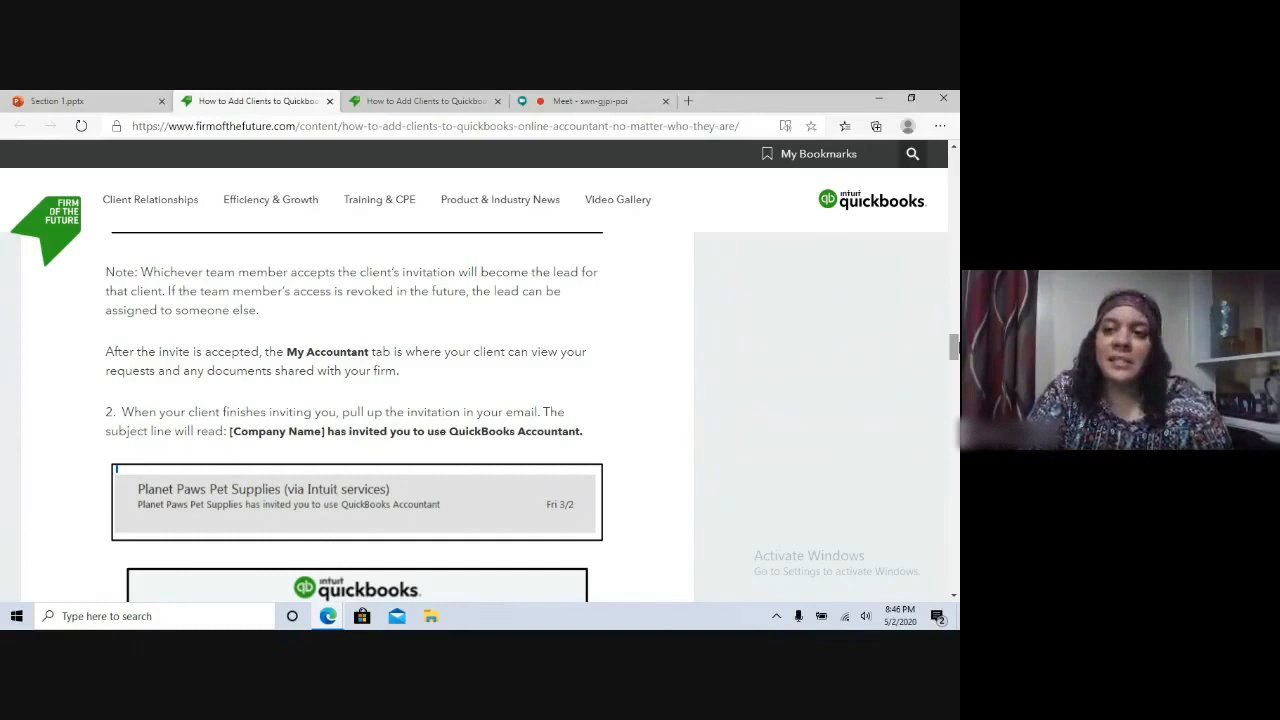 Section 1.pptx
How to Add Clients to Quickboo
How to Add Clients to Quickboo
Meet - swn-gjpi-poi
https://www.firmofthefuture.com/content/how-to-add-clients-to-quickbooks-online-accountant-no-matter-who-they-are/
My Bookmarks
FIRM
OF THE
FUTURE
Client Relationships
Efficiency & Growth
Training & CPE
Product & Industry News
Video Gallery
intuit
qb quickbooks.
Note: Whichever team member accepts the client's invitation will become the lead for
that client. If the team member's access is revoked in the future, the lead can be
assigned to someone else.
After the invite is accepted, the My Accountant tab is where your client can view your
requests and any documents shared with your firm.
2. When your client finishes inviting you, pull up the invitation in your email. The
subject line will read: [Company Name] has invited you to use QuickBooks Accountant.
Planet Paws Pet Supplies (via Intuit services)
Planet Paws Pet Supplies has invited you to use QuickBooks Accountant Fri 3/2
intuit
qb quickbooks.
Activate Windows
Go to Settings to activate Windows.
Type here to search
8:46 PM
5/2/2020
2